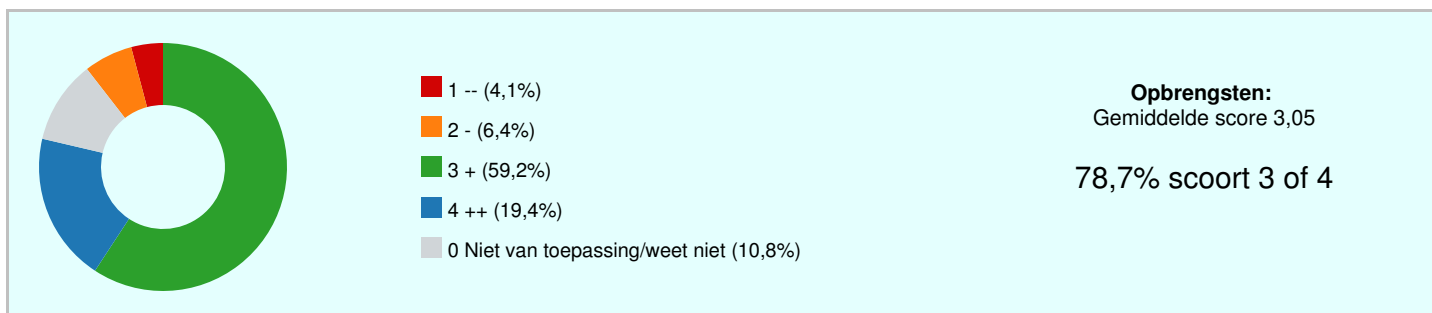 1 -- (4,1%)
2 - (6,4%)
3 + (59,2%)
4 ++ (19,4%)
0 Niet van toepassing/weet niet (10,8%)
Opbrengsten:
Gemiddelde score 3,05
78,7% scoort 3 of 4